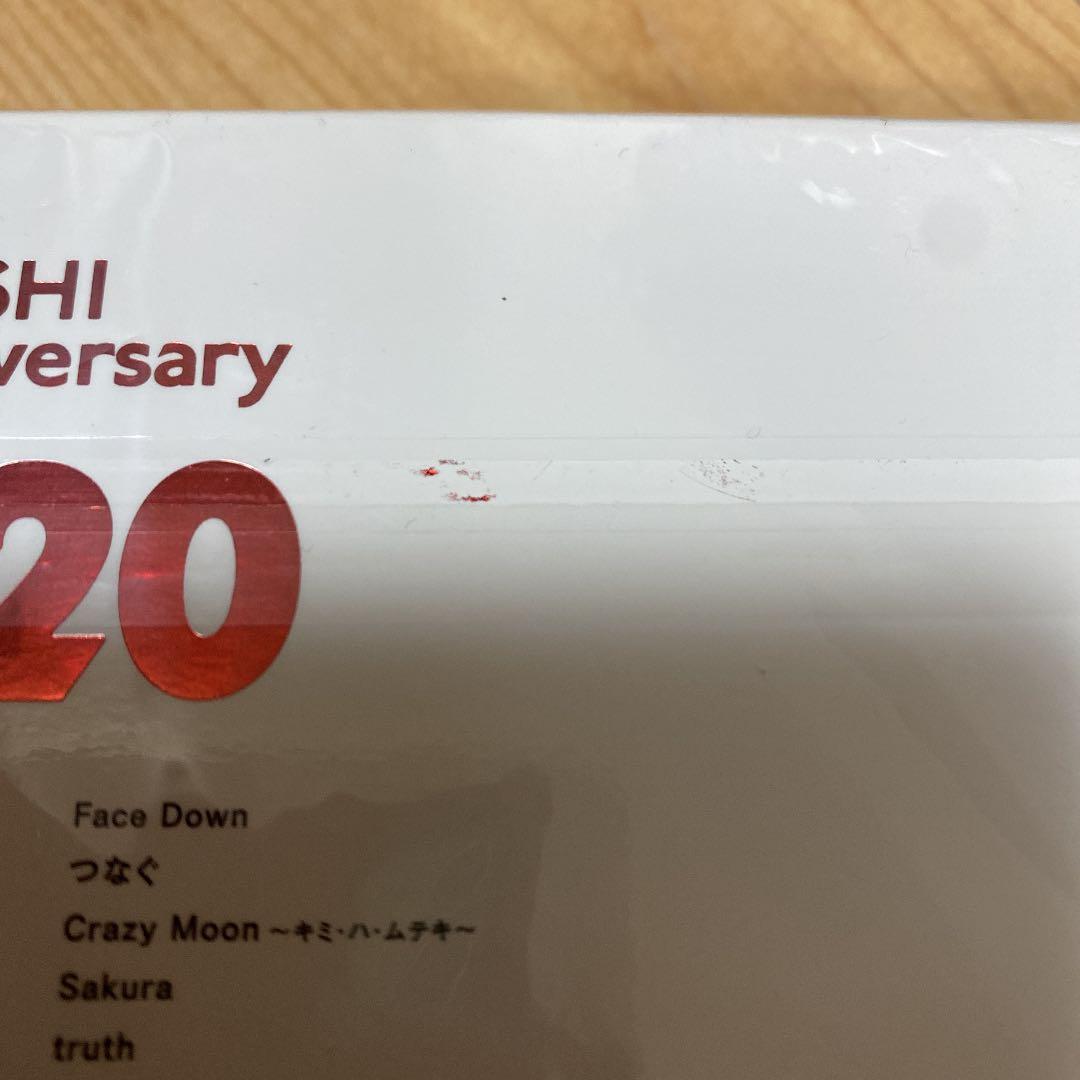 SHI
versary
20
Face Down
つなぐ
Crazy Moon ～キミ・ハ・ムテキ～
Sakura
truth